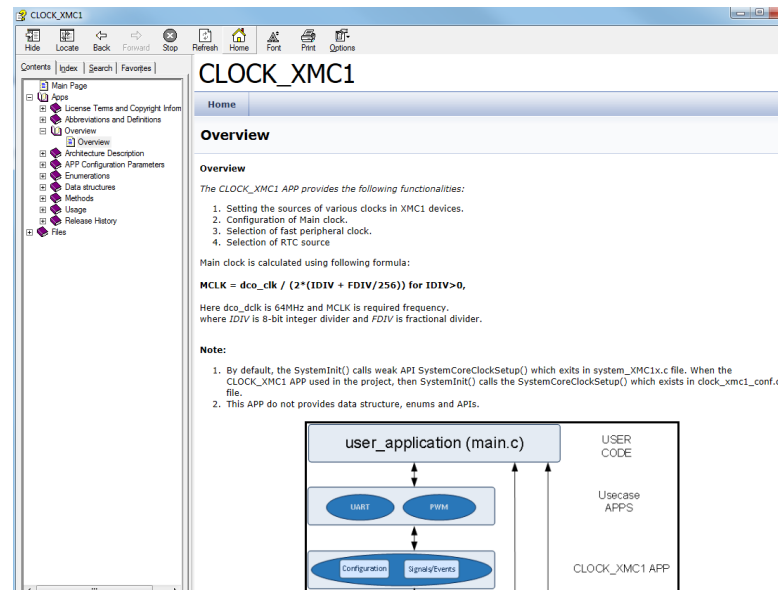 CLOCK_XMC1
Hide Locate Back Forward Stop Refresh Home Font Print Options
Contents Index Search Favorites
Main Page
Apps
License Terms and Copyright Inform
Abbreviations and Definitions
Overview
Overview
Architecture Description
APP Configuration Parameters
Enumerations
Data structures
Methods
Usage
Release History
Files
CLOCK_XMC1
Home
Overview
Overview
The CLOCK_XMC1 APP provides the following functionalities:
1. Setting the sources of various clocks in XMC1 devices.
2. Configuration of Main clock.
3. Selection of fast peripheral clock.
4. Selection of RTC source
Main clock is calculated using following formula:
MCLK = dco_clk / (2*(IDIV + FDIV/256)) for IDIV>0,
Here dco_dclk is 64MHz and MCLK is required frequency.
where IDIV is 8-bit integer divider and FDIV is fractional divider.
Note:
1. By default, the SystemInit() calls weak API SystemCoreClockSetup() which exits in system_XMC1x.c file. When the
CLOCK_XMC1 APP used in the project, then SystemInit() calls the SystemCoreClockSetup() which exists in clock_xmc1_conf.c
file.
2. This APP do not provides data structure, enums and APIs.
user_application (main.c)
USER
CODE
UART PWM
Usecase
APPS
Configuration Signals/Events
CLOCK_XMC1 APP